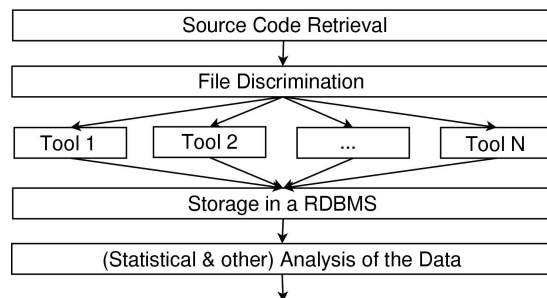 Source Code Retrieval
File Discrimination
Tool 1
Tool 2
...
Tool N
Storage in a RDBMS
(Statistical & other) Analysis of the Data